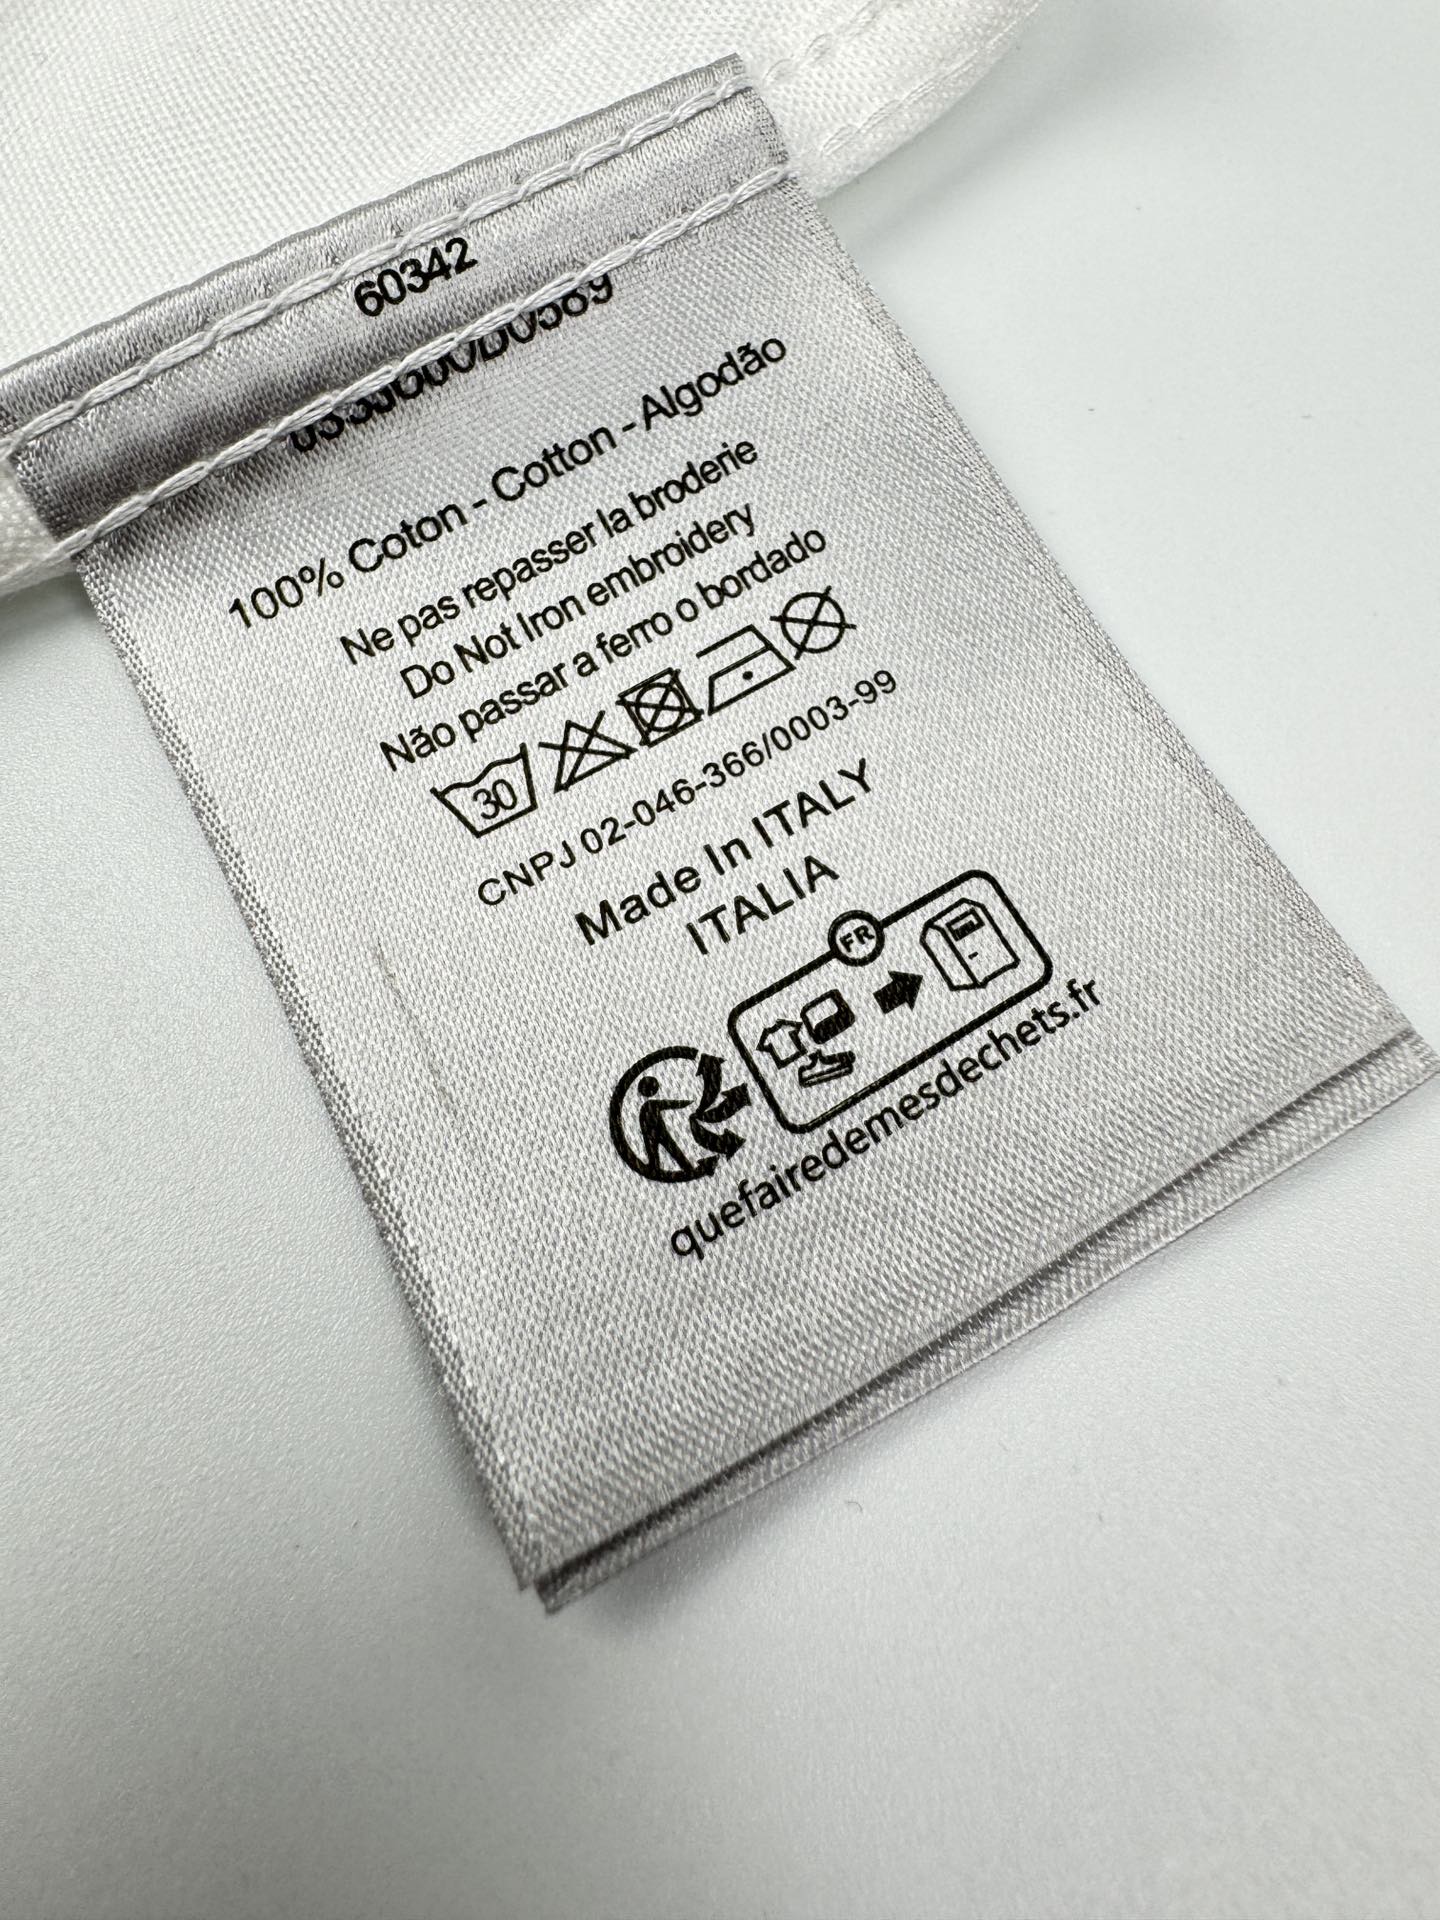 60342
100% Coton - Cotton - Algodão
Ne pas repasser la broderie
Do Not Iron embroidery
Não passar a ferro o bordado
30
CNPJ 02-046-366/0003-99
Made In ITALY
ITALIA
FR
quefairedemesdechets.fr